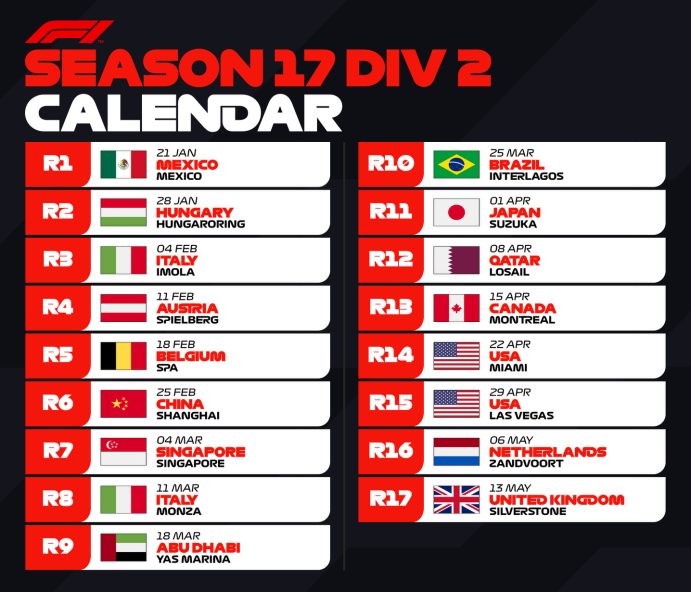 F1
SEASON 17 DIV 2
CALENDAR
R1
21 JAN
MEXICO
MEXICO
R2
28 JAN
HUNGARY
HUNGARORING
R3
04 FEB
ITALY
IMOLA
R4
11 FEB
AUSTRIA
SPIELBERG
R5
18 FEB
BELGIUM
SPA
R6
25 FEB
CHINA
SHANGHAI
R7
04 MAR
SINGAPORE
SINGAPORE
R8
11 MAR
ITALY
MONZA
R9
18 MAR
ABU DHABI
YAS MARINA
R10
25 MAR
BRAZIL
INTERLAGOS
R11
01 APR
JAPAN
SUZUKA
R12
08 APR
QATAR
LOSAIL
R13
15 APR
CANADA
MONTREAL
R14
22 APR
USA
MIAMI
R15
29 APR
USA
LAS VEGAS
R16
06 MAY
NETHERLANDS
ZANDVOORT
R17
13 MAY
UNITED KINGDOM
SILVERSTONE